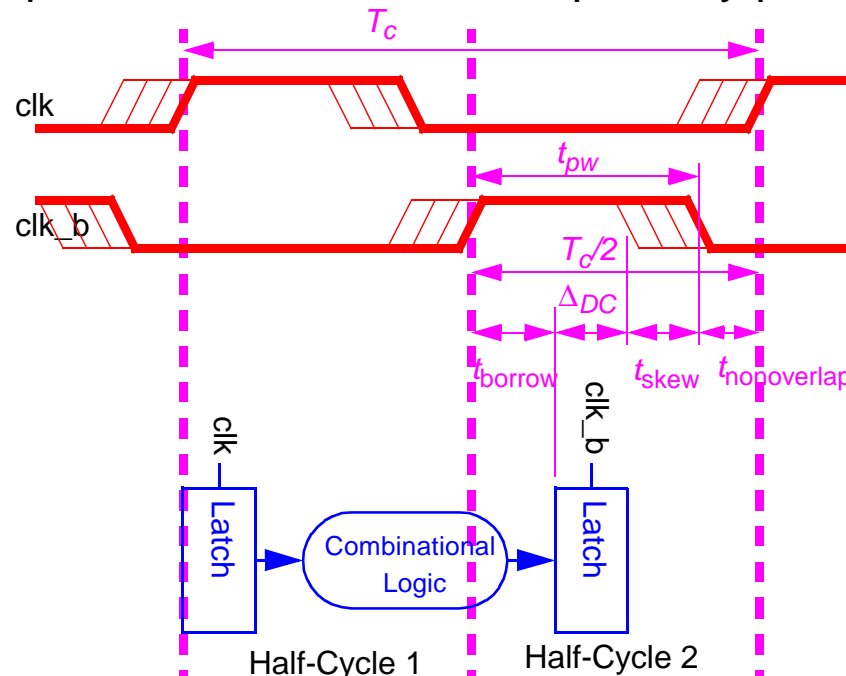 T_c
clk
t_pw
clk_b
T_c/2
Δ_DC
t_borrow
t_skew
t_nonoverlap
clk
clk_b
Latch
Combinational
Logic
Latch
Half-Cycle 1
Half-Cycle 2